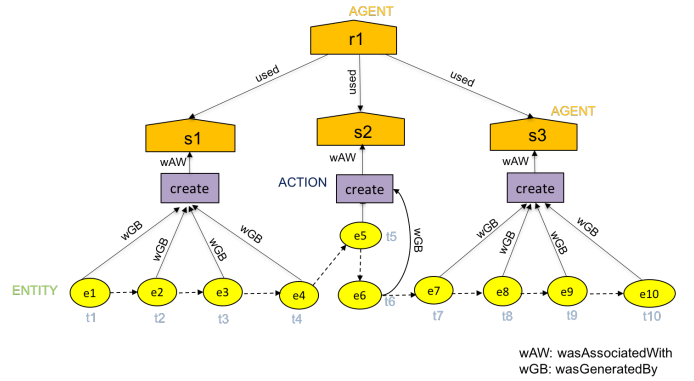 AGENT
r1
used
used
used
s1
s2
s3
AGENT
wAW
wAW
wAW
create
ACTION
create
create
wGB
wGB
wGB
wGB
wGB
wGB
wGB
wGB
wGB
e5
t5
ENTITY
e1
e2
e3
e4
e6
e7
e8
e9
e10
t1
t2
t3
t4
t6
t7
t8
t9
t10
wAW: wasAssociatedWith
wGB: wasGeneratedBy